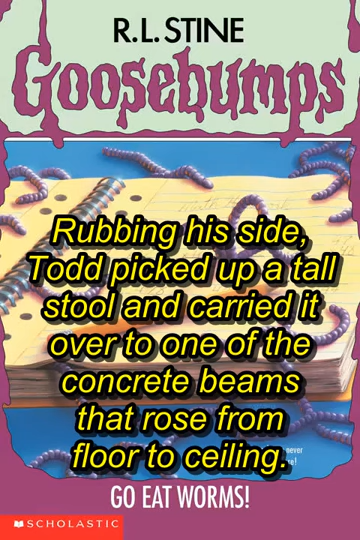 R.L. STINE
Goosebumps
Rubbing his side,
Todd picked up a tall
stool and carried it
over to one of the
concrete beams
that rose from
floor to ceiling.
never
GO EAT WORMS!
SCHOLASTIC